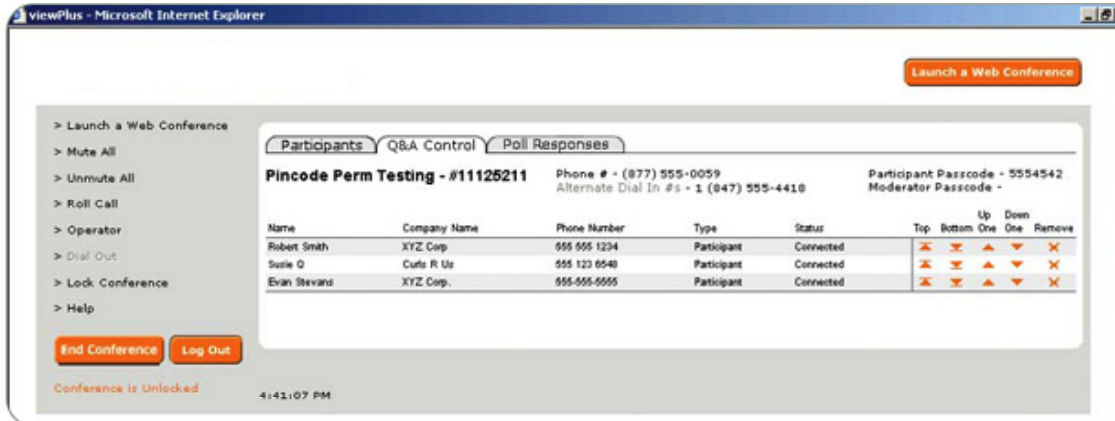 viewPlus - Microsoft Internet Explorer
Launch a Web Conference
> Launch a Web Conference
> Mute All
> Unmute All
> Roll Call
> Operator
> Dial Out
> Lock Conference
> Help
End Conference Log Out
Conference is Unlocked
Participants Q&A Control Poll Responses
Pincode Perm Testing - #11125211
Phone # - (877) 555-0059
Alternate Dial In #s - 1 (847) 555-4418
Participant Passcode - 5554542
Moderator Passcode -
Name Company Name Phone Number Type Status Top Bottom Up One Down One Remove
Robert Smith XYZ Corp 555 555 1234 Participant Connected
Susie Q Curls R Us 555 123 6548 Participant Connected
Evan Stevans XYZ Corp. 555-555-5555 Participant Connected
4:41:07 PM